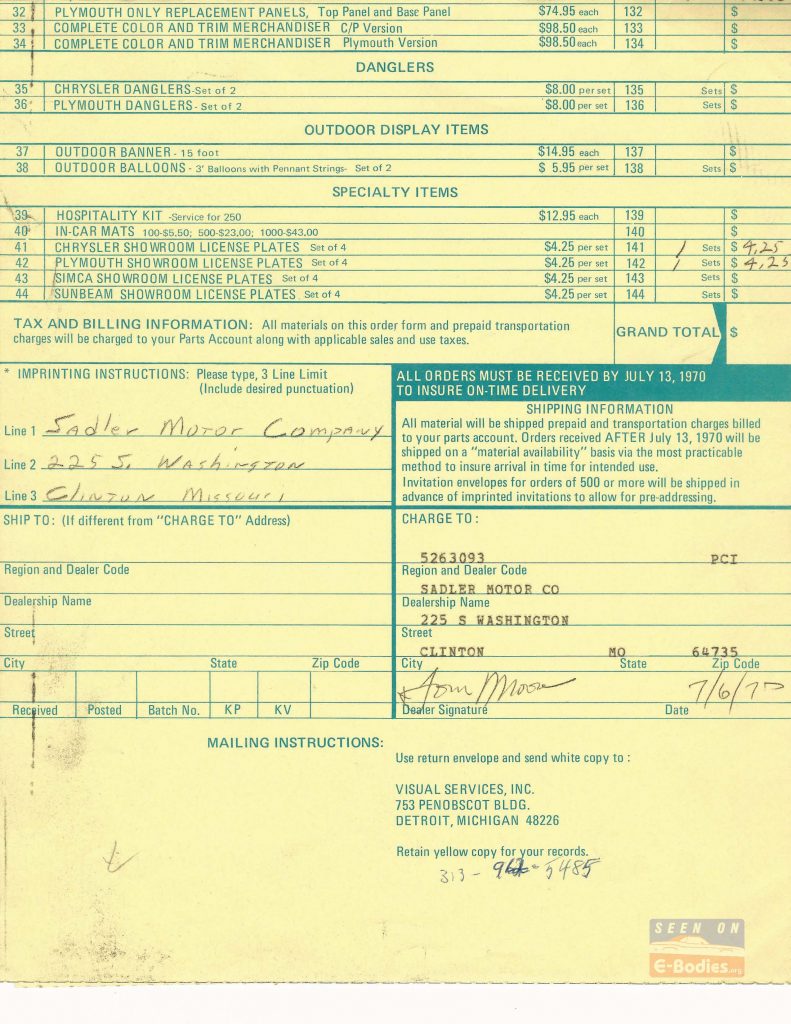 32 PLYMOUTH ONLY REPLACEMENT PANELS, Top Panel and Base Panel $74.95 each 132 $
33 COMPLETE COLOR AND TRIM MERCHANDISER C/P Version $98.50 each 133 $
34 COMPLETE COLOR AND TRIM MERCHANDISER Plymouth Version $98.50 each 134 $
DANGLERS
35 CHRYSLER DANGLERS-Set of 2 $8.00 per set 135 Sets $
36 PLYMOUTH DANGLERS- Set of 2 $8.00 per set 136 Sets $
OUTDOOR DISPLAY ITEMS
37 OUTDOOR BANNER - 15 foot $14.95 each 137 $
38 OUTDOOR BALLOONS - 3' Balloons with Pennant Strings- Set of 2 $ 5.95 per set 138 Sets $
SPECIALTY ITEMS
39 HOSPITALITY KIT -Service for 250 $12.95 each 139 $
40 IN-CAR MATS 100-$5,50; 500-$23,00; 1000-$43.00 140 $
41 CHRYSLER SHOWROOM LICENSE PLATES Set of 4 $4.25 per set 141 1 Sets $ 4,25
42 PLYMOUTH SHOWROOM LICENSE PLATES Set of 4 $4.25 per set 142 1 Sets $ 4,25
43 SIMCA SHOWROOM LICENSE PLATES Set of 4 $4.25 per set 143 Sets $
44 SUNBEAM SHOWROOM LICENSE PLATES Set of 4 $4.25 per set 144 Sets $
TAX AND BILLING INFORMATION: All materials on this order form and prepaid transportation
charges will be charged to your Parts Account along with applicable sales and use taxes.
GRAND TOTAL $
* IMPRINTING INSTRUCTIONS: Please type, 3 Line Limit
(Include desired punctuation)
Line 1 Sadler Motor Company
Line 2 225 S. Washington
Line 3 Clinton Missouri
ALL ORDERS MUST BE RECEIVED BY JULY 13, 1970
TO INSURE ON-TIME DELIVERY
SHIPPING INFORMATION
All material will be shipped prepaid and transportation charges billed
to your parts account. Orders received AFTER July 13, 1970 will be
shipped on a "material availability" basis via the most practicable
method to insure arrival in time for intended use.
Invitation envelopes for orders of 500 or more will be shipped in
advance of imprinted invitations to allow for pre-addressing.
SHIP TO: (If different from "CHARGE TO" Address)
Region and Dealer Code
Dealership Name
Street
City State Zip Code
Received Posted Batch No. KP KV
CHARGE TO:
5263093 PCI
Region and Dealer Code
SADLER MOTOR CO
Dealership Name
225 S WASHINGTON
Street
CLINTON MO 64735
City State Zip Code
x Tom Moore 7/6/70
Dealer Signature Date
MAILING INSTRUCTIONS:
Use return envelope and send white copy to :
VISUAL SERVICES, INC.
753 PENOBSCOT BLDG.
DETROIT, MICHIGAN 48226
Retain yellow copy for your records.
313 - 962-5485
SEEN ON
E-Bodies.org